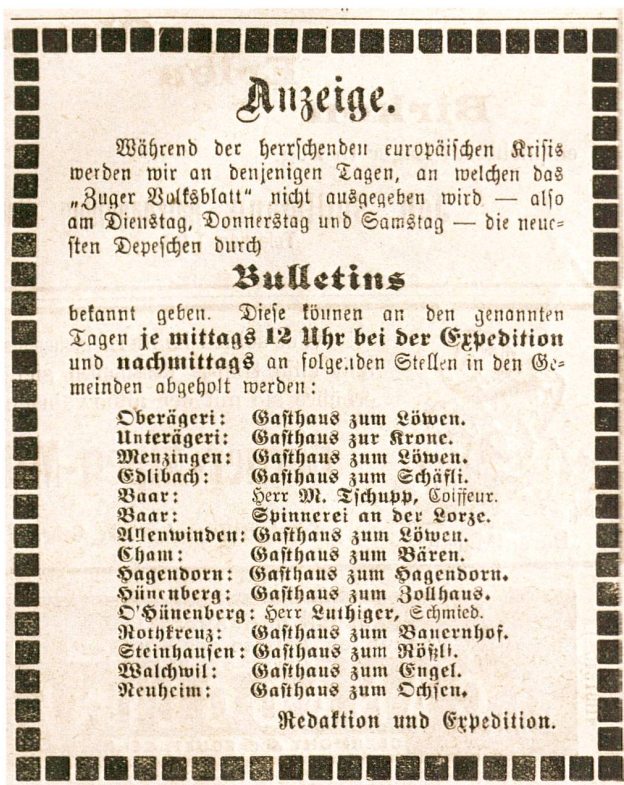 Anzeige.
Während der herrschenden europäischen Krisis
werden wir an denjenigen Tagen, an welchen das
„Zuger Volksblatt“ nicht ausgegeben wird — also
am Dienstag, Donnerstag und Samstag — die neue-
sten Depeschen durch
Bulletins
bekannt geben. Diese können an den genannten
Tagen je mittags 12 Uhr bei der Expedition
und nachmittags an folgenden Stellen in den Ge-
meinden abgeholt werden:
Oberägeri: Gasthaus zum Löwen.
Unterägeri: Gasthaus zur Krone.
Menzingen: Gasthaus zum Löwen.
Edlibach: Gasthaus zum Schäfli.
Baar: Herr M. Tschupp, Coiffeur.
Baar: Spinnerei an der Lorze.
Allenwinden: Gasthaus zum Löwen.
Cham: Gasthaus zum Bären.
Hagendorn: Gasthaus zum Hagendorn.
Hünenberg: Gasthaus zum Zollhaus.
O'Hünenberg: Herr Luthiger, Schmied.
Rothkreuz: Gasthaus zum Bauernhof.
Steinhausen: Gasthaus zum Rößli.
Walchwil: Gasthaus zum Engel.
Neuheim: Gasthaus zum Ochsen.
Redaktion und Expedition.